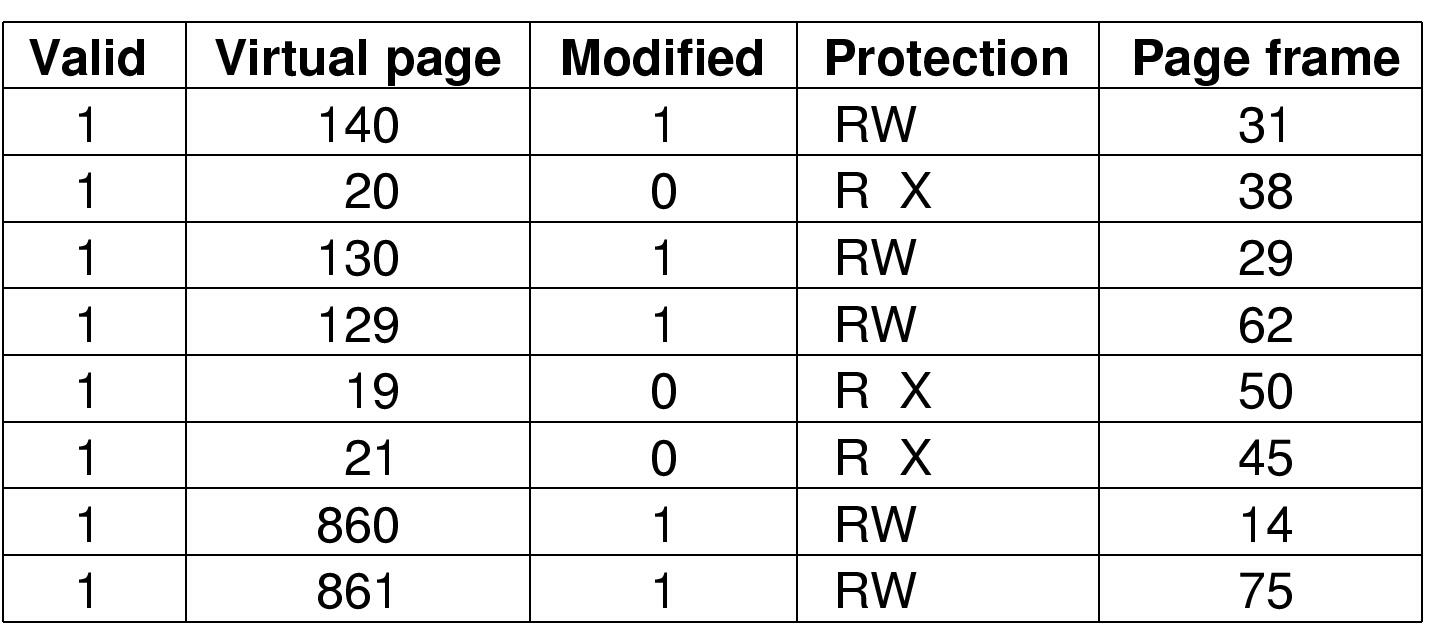 Valid Virtual page Modified Protection Page frame
1 140 1 RW 31
1 20 0 R X 38
1 130 1 RW 29
1 129 1 RW 62
1 19 0 R X 50
1 21 0 R X 45
1 860 1 RW 14
1 861 1 RW 75